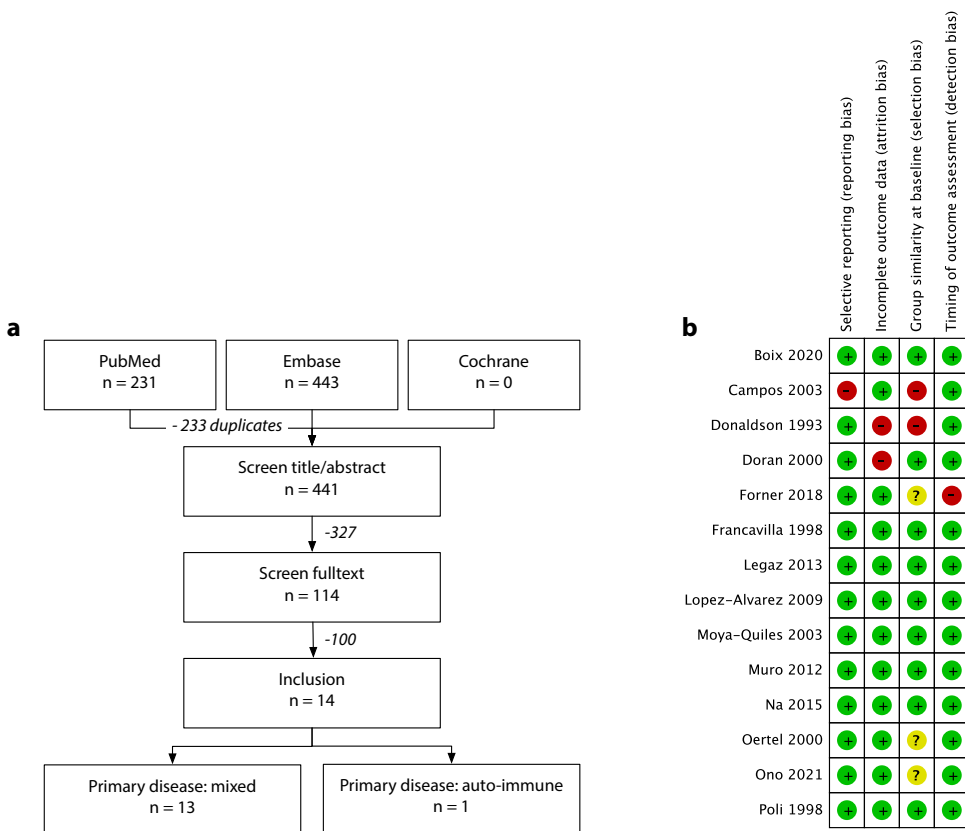 a
PubMed
n = 231
Embase
n = 443
Cochrane
n = 0
- 233 duplicates
Screen title/abstract
n = 441
-327
Screen fulltext
n = 114
-100
Inclusion
n = 14
Primary disease: mixed
n = 13
Primary disease: auto-immune
n = 1
b
Selective reporting (reporting bias)
Incomplete outcome data (attrition bias)
Group similarity at baseline (selection bias)
Timing of outcome assessment (detection bias)
Boix 2020 + + + +
Campos 2003 - + - +
Donaldson 1993 + - - +
Doran 2000 + - + +
Forner 2018 + + ? -
Francavilla 1998 + + + +
Legaz 2013 + + + +
Lopez-Alvarez 2009 + + + +
Moya-Quiles 2003 + + + +
Muro 2012 + + + +
Na 2015 + + + +
Oertel 2000 + + ? +
Ono 2021 + + ? +
Poli 1998 + + + +